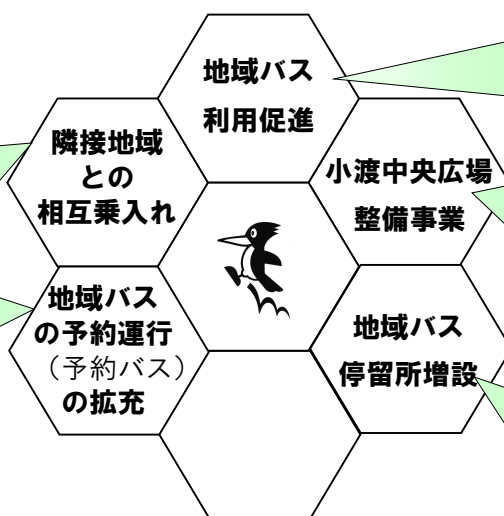 地域バス
利用促進
隣接地域
との
相互乗入れ
小渡中央広場
整備事業
地域バス
の予約運行
（予約バス）
の拡充
地域バス
停留所増設